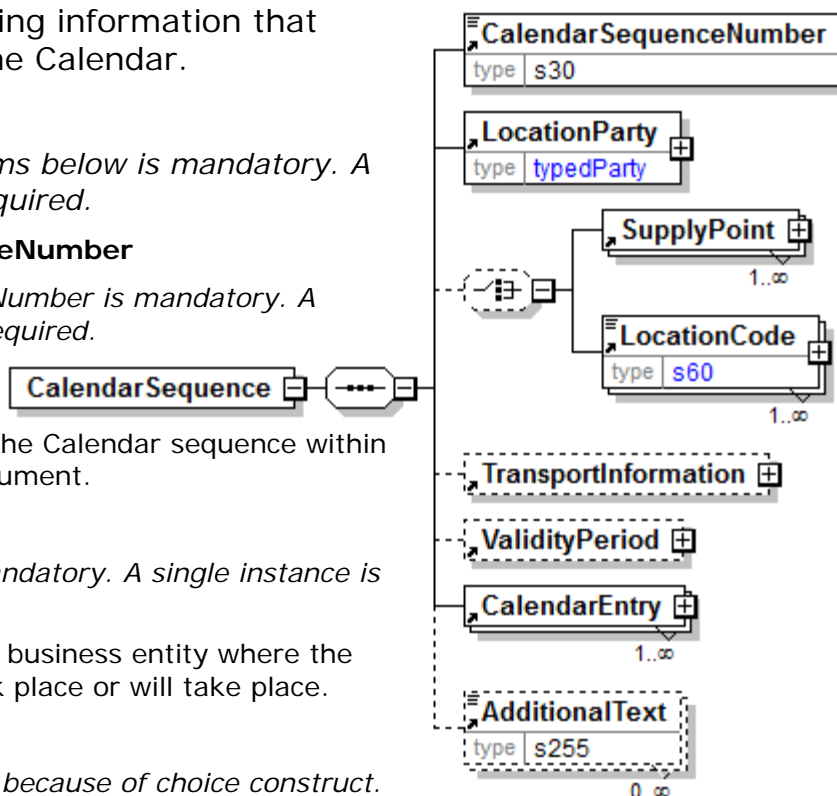 ing information that
he Calendar.
ms below is mandatory. A
quired.
eNumber
Number is mandatory. A
equired.
he Calendar sequence within
ument.
andatory. A single instance is
business entity where the
k place or will take place.
because of choice construct.
CalendarSequence
CalendarSequenceNumber
type s30
LocationParty
type typedParty
SupplyPoint
1..∞
LocationCode
type s60
1..∞
TransportInformation
ValidityPeriod
CalendarEntry
1..∞
AdditionalText
type s255
0..∞